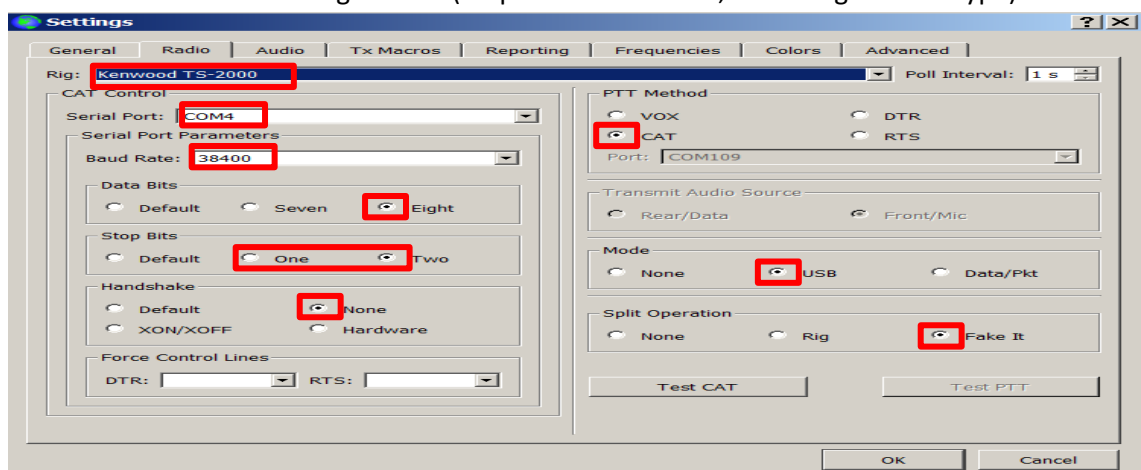 Settings
General Radio Audio Tx Macros Reporting Frequencies Colors Advanced
Rig: Kenwood TS-2000 Poll Interval: 1 s
CAT Control
Serial Port: COM4
Serial Port Parameters
Baud Rate: 38400
Data Bits
Default Seven Eight
Stop Bits
Default One Two
Handshake
Default None
XON/XOFF Hardware
Force Control Lines
DTR: RTS:
PTT Method
VOX DTR
CAT RTS
Port: COM109
Transmit Audio Source
Rear/Data Front/Mic
Mode
None USB Data/Pkt
Split Operation
None Rig Fake It
Test CAT Test PTT
OK Cancel